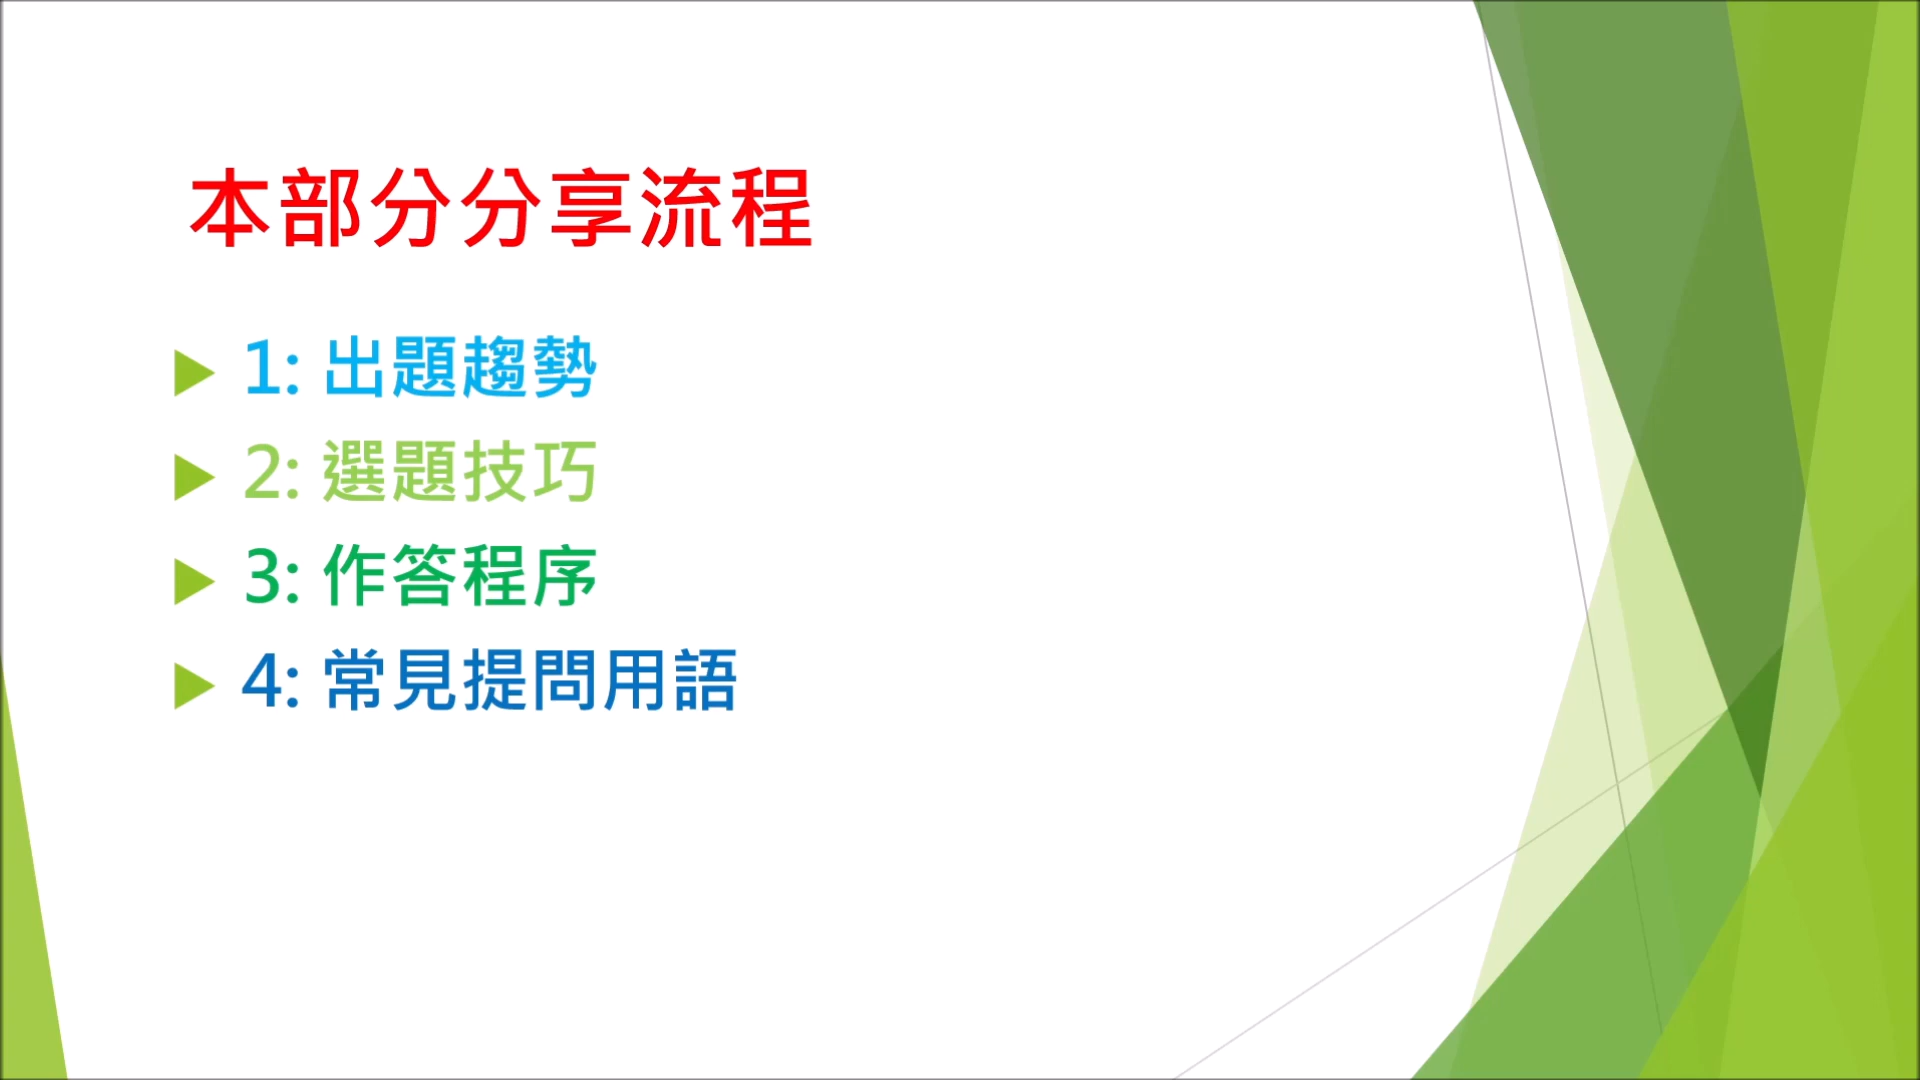 本部分分享流程
1: 出題趨勢
2: 選題技巧
3: 作答程序
4: 常見提問用語